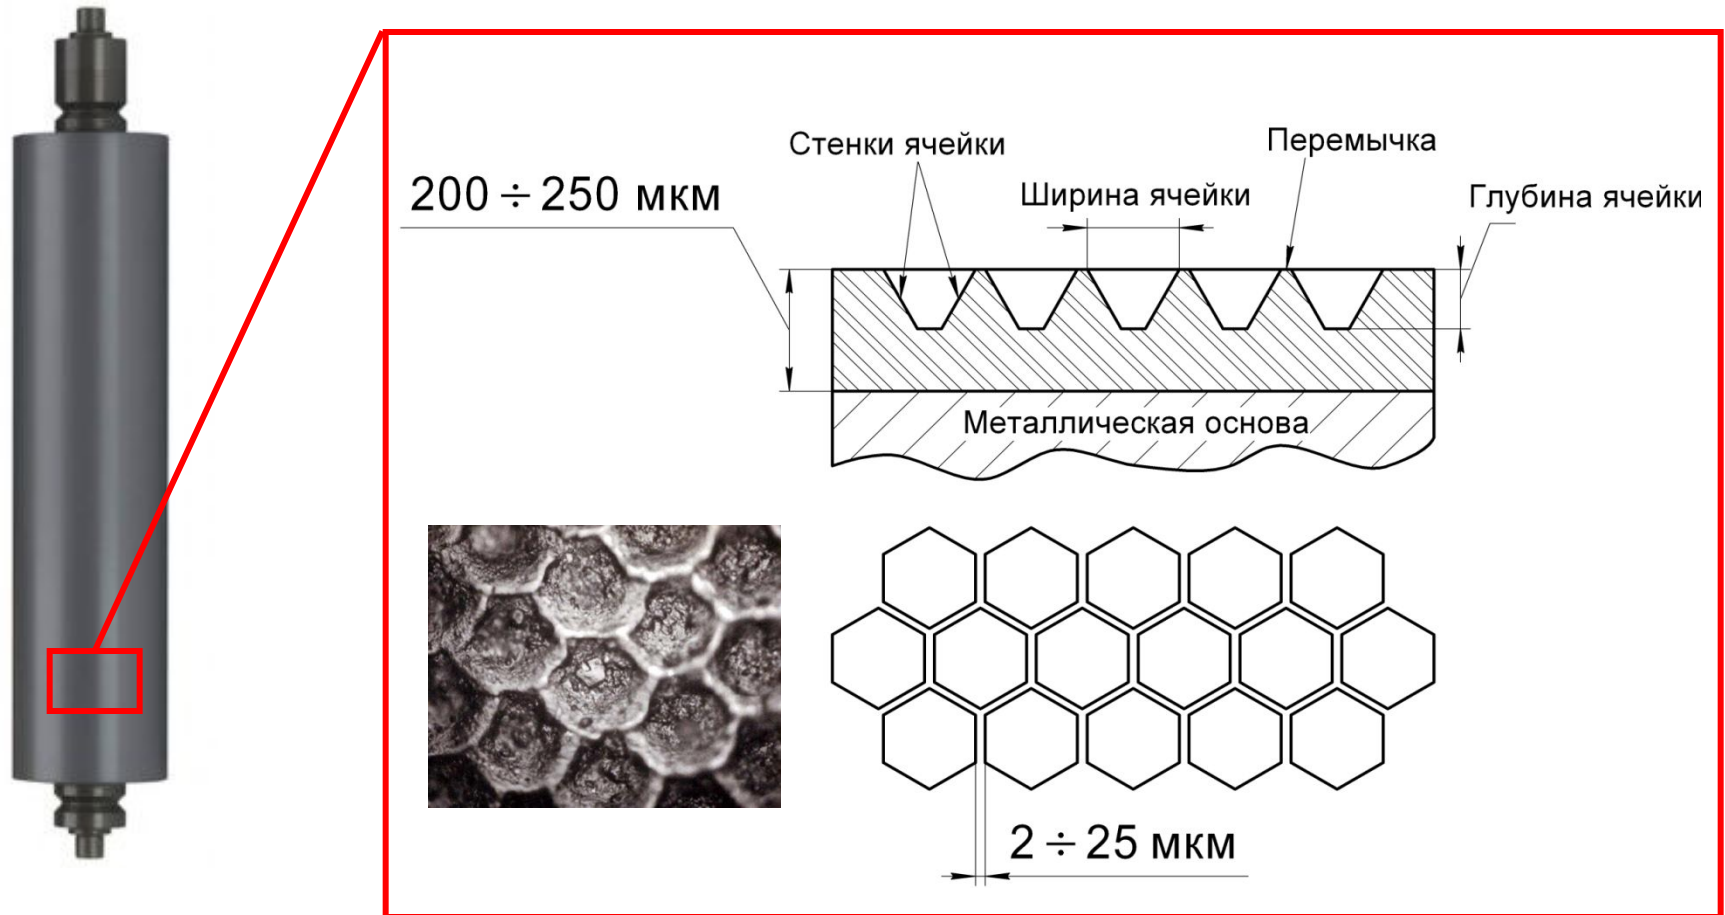 Стенки ячейки
Перемычка
200 ÷ 250 мкм
Ширина ячейки
Глубина ячейки
Металлическая основа
2 ÷ 25 мкм